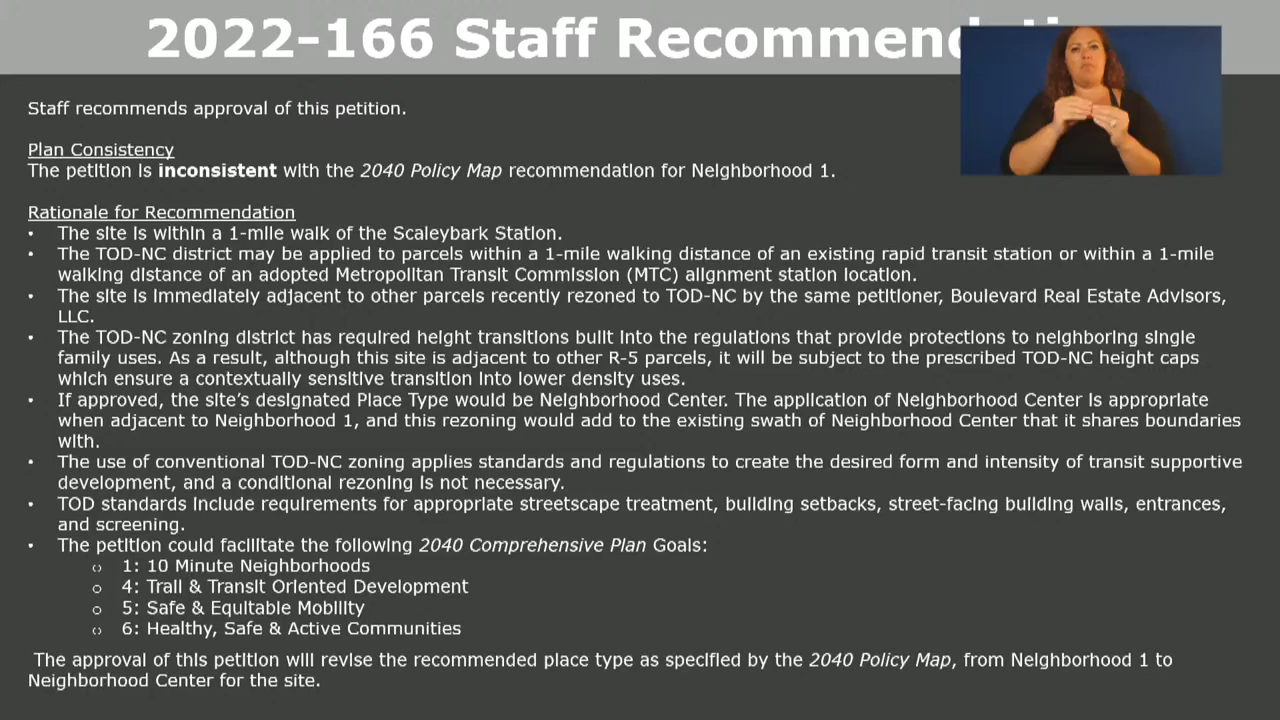 2022-166 Staff Recommendati
Staff recommends approval of this petition.
Plan Consistency
The petition is inconsistent with the 2040 Policy Map recommendation for Neighborhood 1.
Rationale for Recommendation
• The site is within a 1-mile walk of the Scaleybark Station.
• The TOD-NC district may be applied to parcels within a 1-mile walking distance of an existing rapid transit station or within a 1-mile
walking distance of an adopted Metropolitan Transit Commission (MTC) alignment station location.
• The site is immediately adjacent to other parcels recently rezoned to TOD-NC by the same petitioner, Boulevard Real Estate Advisors,
LLC.
• The TOD-NC zoning district has required height transitions built into the regulations that provide protections to neighboring single
family uses. As a result, although this site is adjacent to other R-5 parcels, it will be subject to the prescribed TOD-NC height caps
which ensure a contextually sensitive transition into lower density uses.
• If approved, the site's designated Place Type would be Neighborhood Center. The application of Neighborhood Center is appropriate
when adjacent to Neighborhood 1, and this rezoning would add to the existing swath of Neighborhood Center that it shares boundaries
with.
• The use of conventional TOD-NC zoning applies standards and regulations to create the desired form and intensity of transit supportive
development, and a conditional rezoning is not necessary.
• TOD standards include requirements for appropriate streetscape treatment, building setbacks, street-facing building walls, entrances,
and screening.
• The petition could facilitate the following 2040 Comprehensive Plan Goals:
o 1: 10 Minute Neighborhoods
o 4: Trail & Transit Oriented Development
o 5: Safe & Equitable Mobility
o 6: Healthy, Safe & Active Communities
The approval of this petition will revise the recommended place type as specified by the 2040 Policy Map, from Neighborhood 1 to
Neighborhood Center for the site.